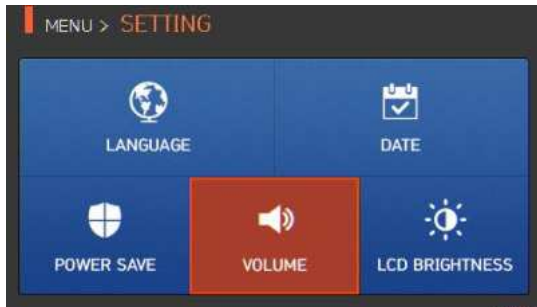 MENU > SETTING
LANGUAGE
DATE
POWER SAVE
VOLUME
LCD BRIGHTNESS